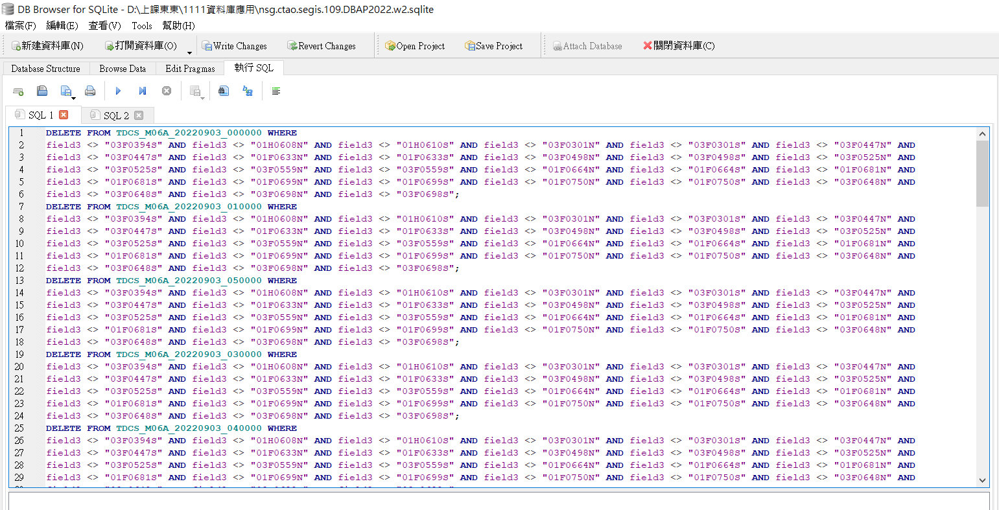 DB Browser for SQLite - D:\上課東東\1111資料庫應用\nsg.ctao.segis.109.DBAP2022.w2.sqlite
檔案(F) 編輯(E) 查看(V) Tools 幫助(H)
新建資料庫(N) 打開資料庫(O) Write Changes Revert Changes Open Project Save Project Attach Database 關閉資料庫(C)
Database Structure Browse Data Edit Pragmas 執行 SQL
SQL 1 SQL 2
1 DELETE FROM TDCS_M06A_20220903_000000 WHERE
2 field3 <> "03F0394S" AND field3 <> "01H0608N" AND field3 <> "01H0610S" AND field3 <> "03F0301N" AND field3 <> "03F0301S" AND field3 <> "03F0447N" AND
3 field3 <> "03F0447S" AND field3 <> "01F0633N" AND field3 <> "01F0633S" AND field3 <> "03F0498N" AND field3 <> "03F0498S" AND field3 <> "03F0525N" AND
4 field3 <> "03F0525S" AND field3 <> "03F0559N" AND field3 <> "03F0559S" AND field3 <> "01F0664N" AND field3 <> "01F0664S" AND field3 <> "01F0681N" AND
5 field3 <> "01F0681S" AND field3 <> "01F0699N" AND field3 <> "01F0699S" AND field3 <> "01F0750N" AND field3 <> "01F0750S" AND field3 <> "03F0648N" AND
6 field3 <> "03F0648S" AND field3 <> "03F0698N" AND field3 <> "03F0698S";
7 DELETE FROM TDCS_M06A_20220903_010000 WHERE
8 field3 <> "03F0394S" AND field3 <> "01H0608N" AND field3 <> "01H0610S" AND field3 <> "03F0301N" AND field3 <> "03F0301S" AND field3 <> "03F0447N" AND
9 field3 <> "03F0447S" AND field3 <> "01F0633N" AND field3 <> "01F0633S" AND field3 <> "03F0498N" AND field3 <> "03F0498S" AND field3 <> "03F0525N" AND
10 field3 <> "03F0525S" AND field3 <> "03F0559N" AND field3 <> "03F0559S" AND field3 <> "01F0664N" AND field3 <> "01F0664S" AND field3 <> "01F0681N" AND
11 field3 <> "01F0681S" AND field3 <> "01F0699N" AND field3 <> "01F0699S" AND field3 <> "01F0750N" AND field3 <> "01F0750S" AND field3 <> "03F0648N" AND
12 field3 <> "03F0648S" AND field3 <> "03F0698N" AND field3 <> "03F0698S";
13 DELETE FROM TDCS_M06A_20220903_050000 WHERE
14 field3 <> "03F0394S" AND field3 <> "01H0608N" AND field3 <> "01H0610S" AND field3 <> "03F0301N" AND field3 <> "03F0301S" AND field3 <> "03F0447N" AND
15 field3 <> "03F0447S" AND field3 <> "01F0633N" AND field3 <> "01F0633S" AND field3 <> "03F0498N" AND field3 <> "03F0498S" AND field3 <> "03F0525N" AND
16 field3 <> "03F0525S" AND field3 <> "03F0559N" AND field3 <> "03F0559S" AND field3 <> "01F0664N" AND field3 <> "01F0664S" AND field3 <> "01F0681N" AND
17 field3 <> "01F0681S" AND field3 <> "01F0699N" AND field3 <> "01F0699S" AND field3 <> "01F0750N" AND field3 <> "01F0750S" AND field3 <> "03F0648N" AND
18 field3 <> "03F0648S" AND field3 <> "03F0698N" AND field3 <> "03F0698S";
19 DELETE FROM TDCS_M06A_20220903_030000 WHERE
20 field3 <> "03F0394S" AND field3 <> "01H0608N" AND field3 <> "01H0610S" AND field3 <> "03F0301N" AND field3 <> "03F0301S" AND field3 <> "03F0447N" AND
21 field3 <> "03F0447S" AND field3 <> "01F0633N" AND field3 <> "01F0633S" AND field3 <> "03F0498N" AND field3 <> "03F0498S" AND field3 <> "03F0525N" AND
22 field3 <> "03F0525S" AND field3 <> "03F0559N" AND field3 <> "03F0559S" AND field3 <> "01F0664N" AND field3 <> "01F0664S" AND field3 <> "01F0681N" AND
23 field3 <> "01F0681S" AND field3 <> "01F0699N" AND field3 <> "01F0699S" AND field3 <> "01F0750N" AND field3 <> "01F0750S" AND field3 <> "03F0648N" AND
24 field3 <> "03F0648S" AND field3 <> "03F0698N" AND field3 <> "03F0698S";
25 DELETE FROM TDCS_M06A_20220903_040000 WHERE
26 field3 <> "03F0394S" AND field3 <> "01H0608N" AND field3 <> "01H0610S" AND field3 <> "03F0301N" AND field3 <> "03F0301S" AND field3 <> "03F0447N" AND
27 field3 <> "03F0447S" AND field3 <> "01F0633N" AND field3 <> "01F0633S" AND field3 <> "03F0498N" AND field3 <> "03F0498S" AND field3 <> "03F0525N" AND
28 field3 <> "03F0525S" AND field3 <> "03F0559N" AND field3 <> "03F0559S" AND field3 <> "01F0664N" AND field3 <> "01F0664S" AND field3 <> "01F0681N" AND
29 field3 <> "01F0681S" AND field3 <> "01F0699N" AND field3 <> "01F0699S" AND field3 <> "01F0750N" AND field3 <> "01F0750S" AND field3 <> "03F0648N" AND